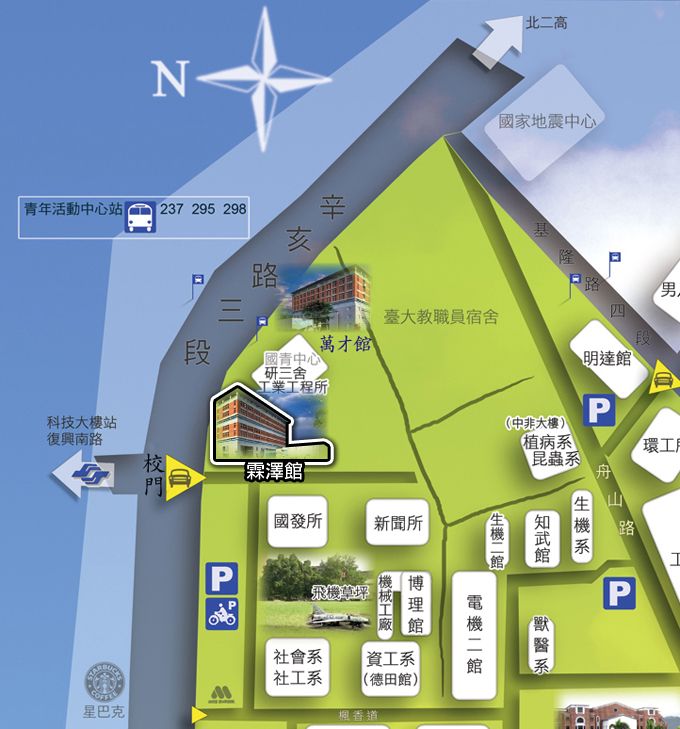 北二高
N
國家地震中心
青年活動中心站 237 295 298
辛亥路三段
基隆路四段
男
萬才館
臺大教職員宿舍
國青中心
研三舍
工業工程所
明達館
P
科技大樓站
復興南路
校門
霖澤館
(中非大樓)
植病系
昆蟲系
環工所
舟山路
國發所
新聞所
生機二館
知武館
生機系
工
P
P
P
飛機草坪
機械工廠
博理館
電機二館
獸醫系
社會系
社工系
資工系
(德田館)
STARBUCKS
COFFEE
星巴克
楓香道